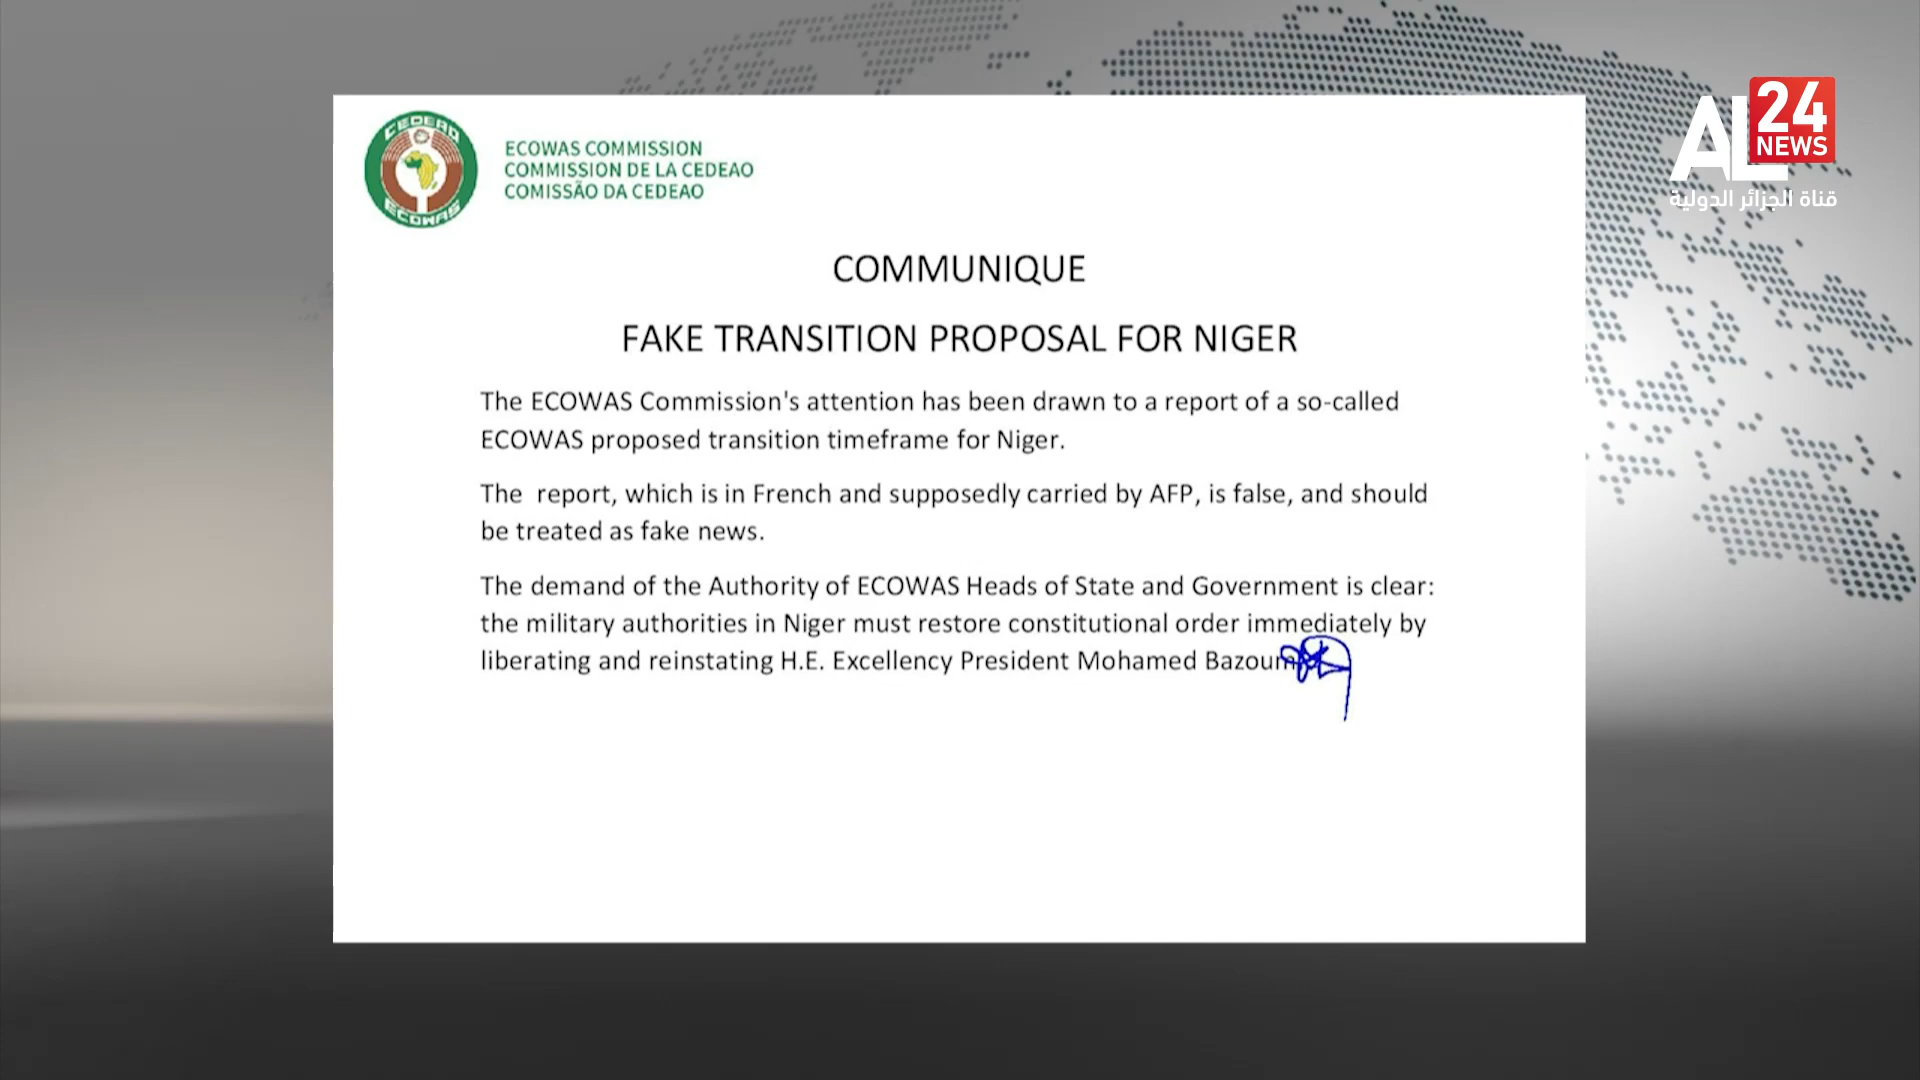 CEDEAO
ECOWAS
ECOWAS COMMISSION
COMMISSION DE LA CEDEAO
COMISSÃO DA CEDEAO
AL
24
NEWS
قناة الجزائر الدولية
COMMUNIQUE
FAKE TRANSITION PROPOSAL FOR NIGER
The ECOWAS Commission's attention has been drawn to a report of a so-called
ECOWAS proposed transition timeframe for Niger.
The  report, which is in French and supposedly carried by AFP, is false, and should
be treated as fake news.
The demand of the Authority of ECOWAS Heads of State and Government is clear:
the military authorities in Niger must restore constitutional order immediately by
liberating and reinstating H.E. Excellency President Mohamed Bazoum